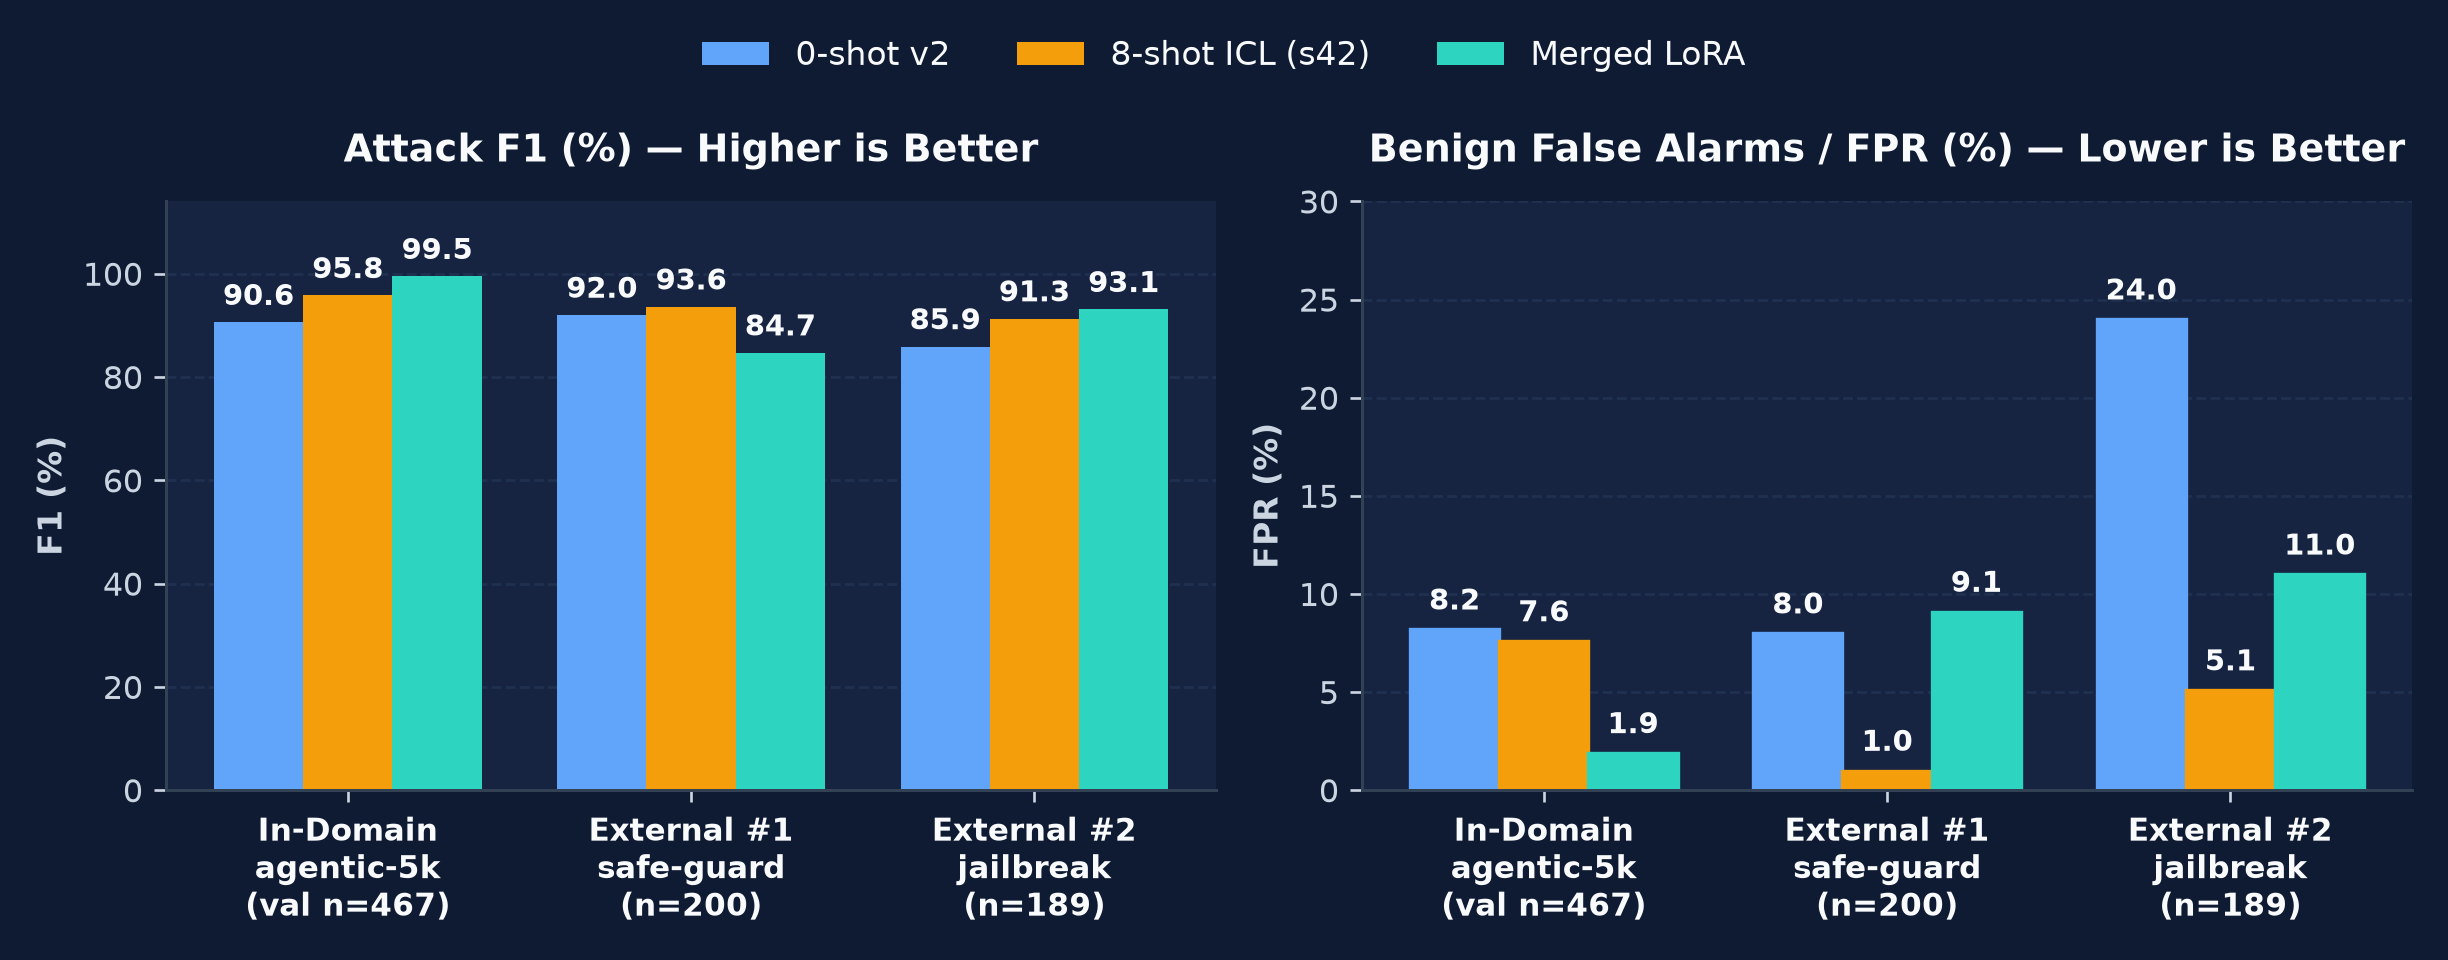 0-shot v2
8-shot ICL (s42)
Merged LoRA
Attack F1 (%) — Higher is Better
F1 (%)
100
80
60
40
20
0
90.6
95.8
99.5
92.0
93.6
84.7
85.9
91.3
93.1
In-Domain
agentic-5k
(val n=467)
External #1
safe-guard
(n=200)
External #2
jailbreak
(n=189)
Benign False Alarms / FPR (%) — Lower is Better
FPR (%)
30
25
20
15
10
5
0
8.2
7.6
1.9
8.0
1.0
9.1
24.0
5.1
11.0
In-Domain
agentic-5k
(val n=467)
External #1
safe-guard
(n=200)
External #2
jailbreak
(n=189)